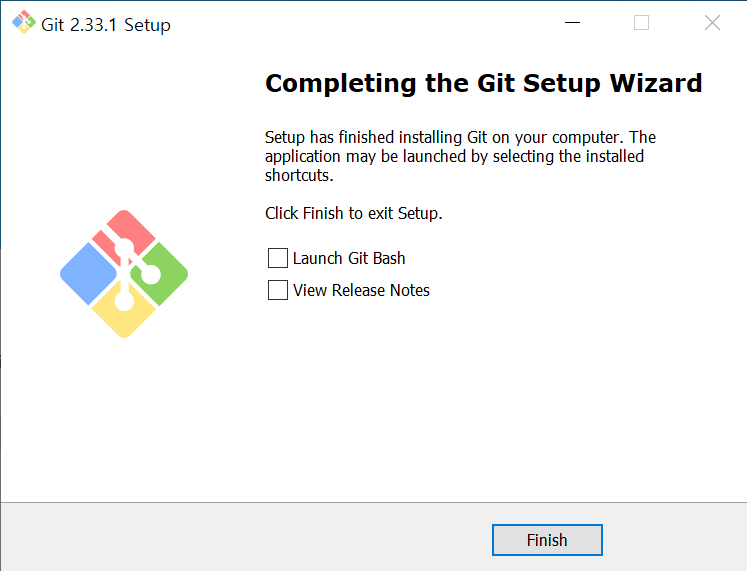 Git 2.33.1 Setup
Completing the Git Setup Wizard
Setup has finished installing Git on your computer. The
application may be launched by selecting the installed
shortcuts.
Click Finish to exit Setup.
Launch Git Bash
View Release Notes
Finish